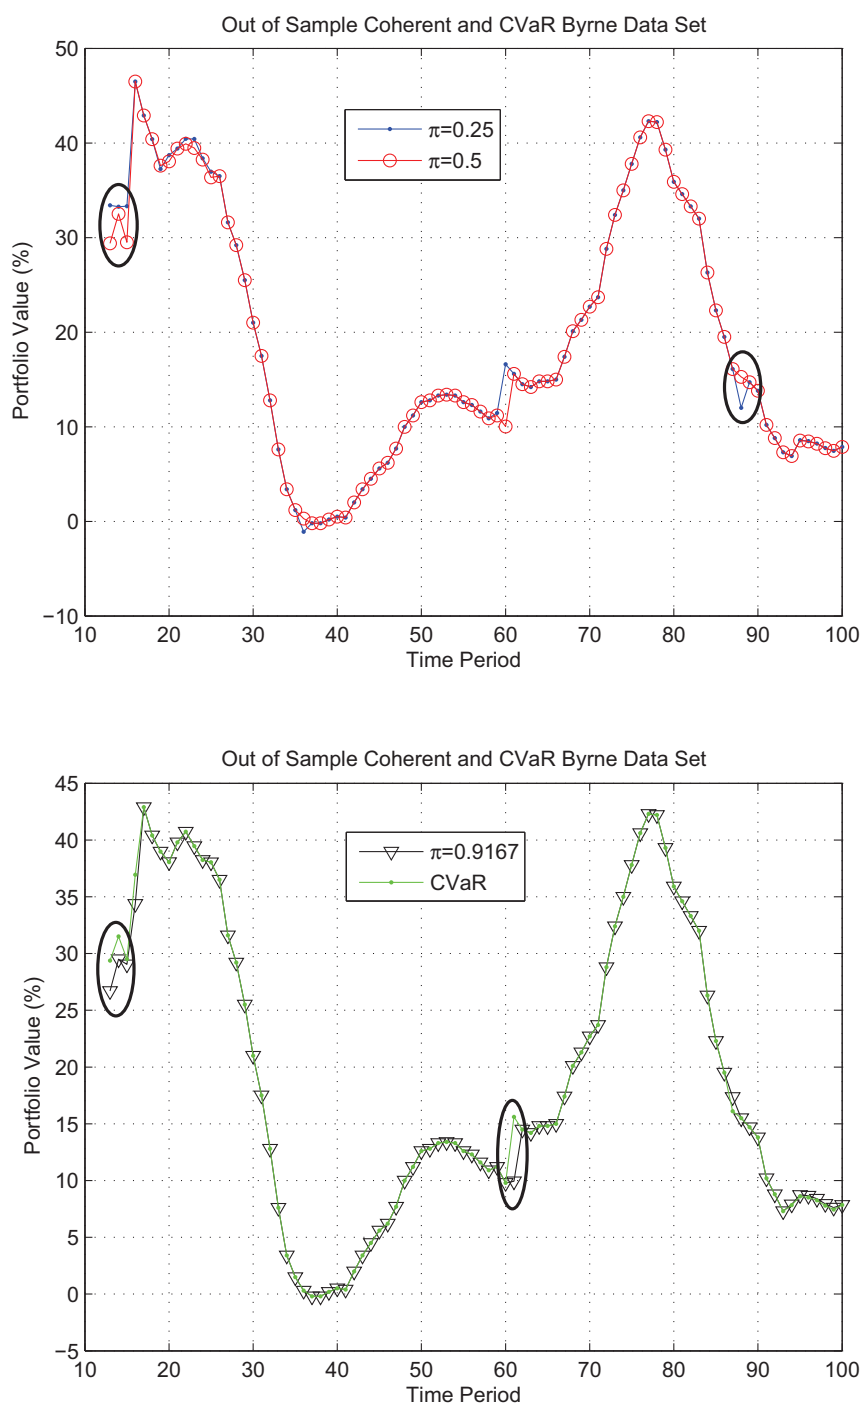 Out of Sample Coherent and CVaR Byrne Data Set
50
40
30
20
10
0
−10
Portfolio Value (%)
π=0.25
π=0.5
10 20 30 40 50 60 70 80 90 100
Time Period
Out of Sample Coherent and CVaR Byrne Data Set
45
40
35
30
25
20
15
10
5
0
−5
Portfolio Value (%)
π=0.9167
CVaR
10 20 30 40 50 60 70 80 90 100
Time Period